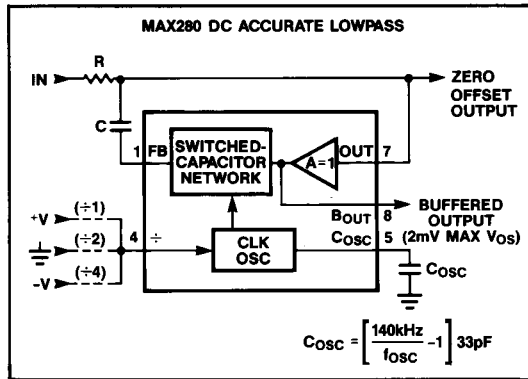 MAX280 DC ACCURATE LOWPASS
R
IN
ZERO
OFFSET
OUTPUT
C
1 FB
SWITCHED-
CAPACITOR
NETWORK
A=1
OUT 7
+V (÷1)
(÷2)
-V (÷4)
4 ÷
CLK
OSC
BOUT 8
BUFFERED
OUTPUT
(2mV MAX VOS)
COSC 5
COSC
COSC = [140kHz/fOSC -1] 33pF